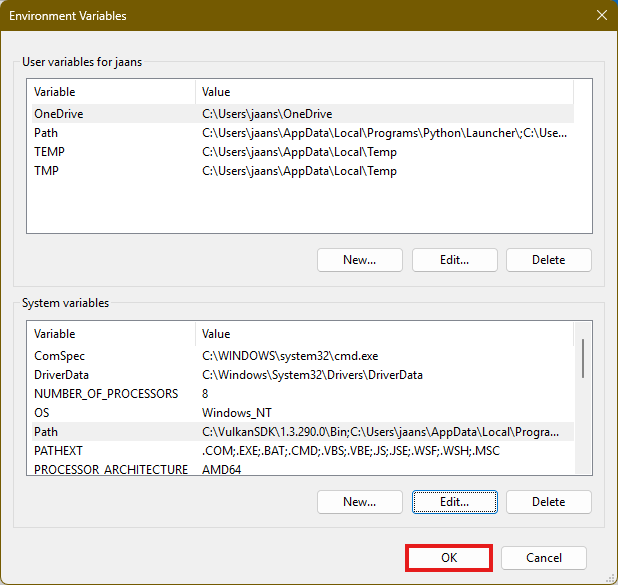 Environment Variables
User variables for jaans
Variable Value
OneDrive C:\Users\jaans\OneDrive
Path C:\Users\jaans\AppData\Local\Programs\Python\Launcher\;C:\Use...
TEMP C:\Users\jaans\AppData\Local\Temp
TMP C:\Users\jaans\AppData\Local\Temp
New... Edit... Delete
System variables
Variable Value
ComSpec C:\WINDOWS\system32\cmd.exe
DriverData C:\Windows\System32\Drivers\DriverData
NUMBER_OF_PROCESSORS 8
OS Windows_NT
Path C:\VulkanSDK\1.3.290.0\Bin;C:\Users\jaans\AppData\Local\Progra...
PATHEXT .COM;.EXE;.BAT;.CMD;.VBS;.VBE;.JS;.JSE;.WSF;.WSH;.MSC
PROCESSOR_ARCHITECTURE AMD64
New... Edit... Delete
OK Cancel